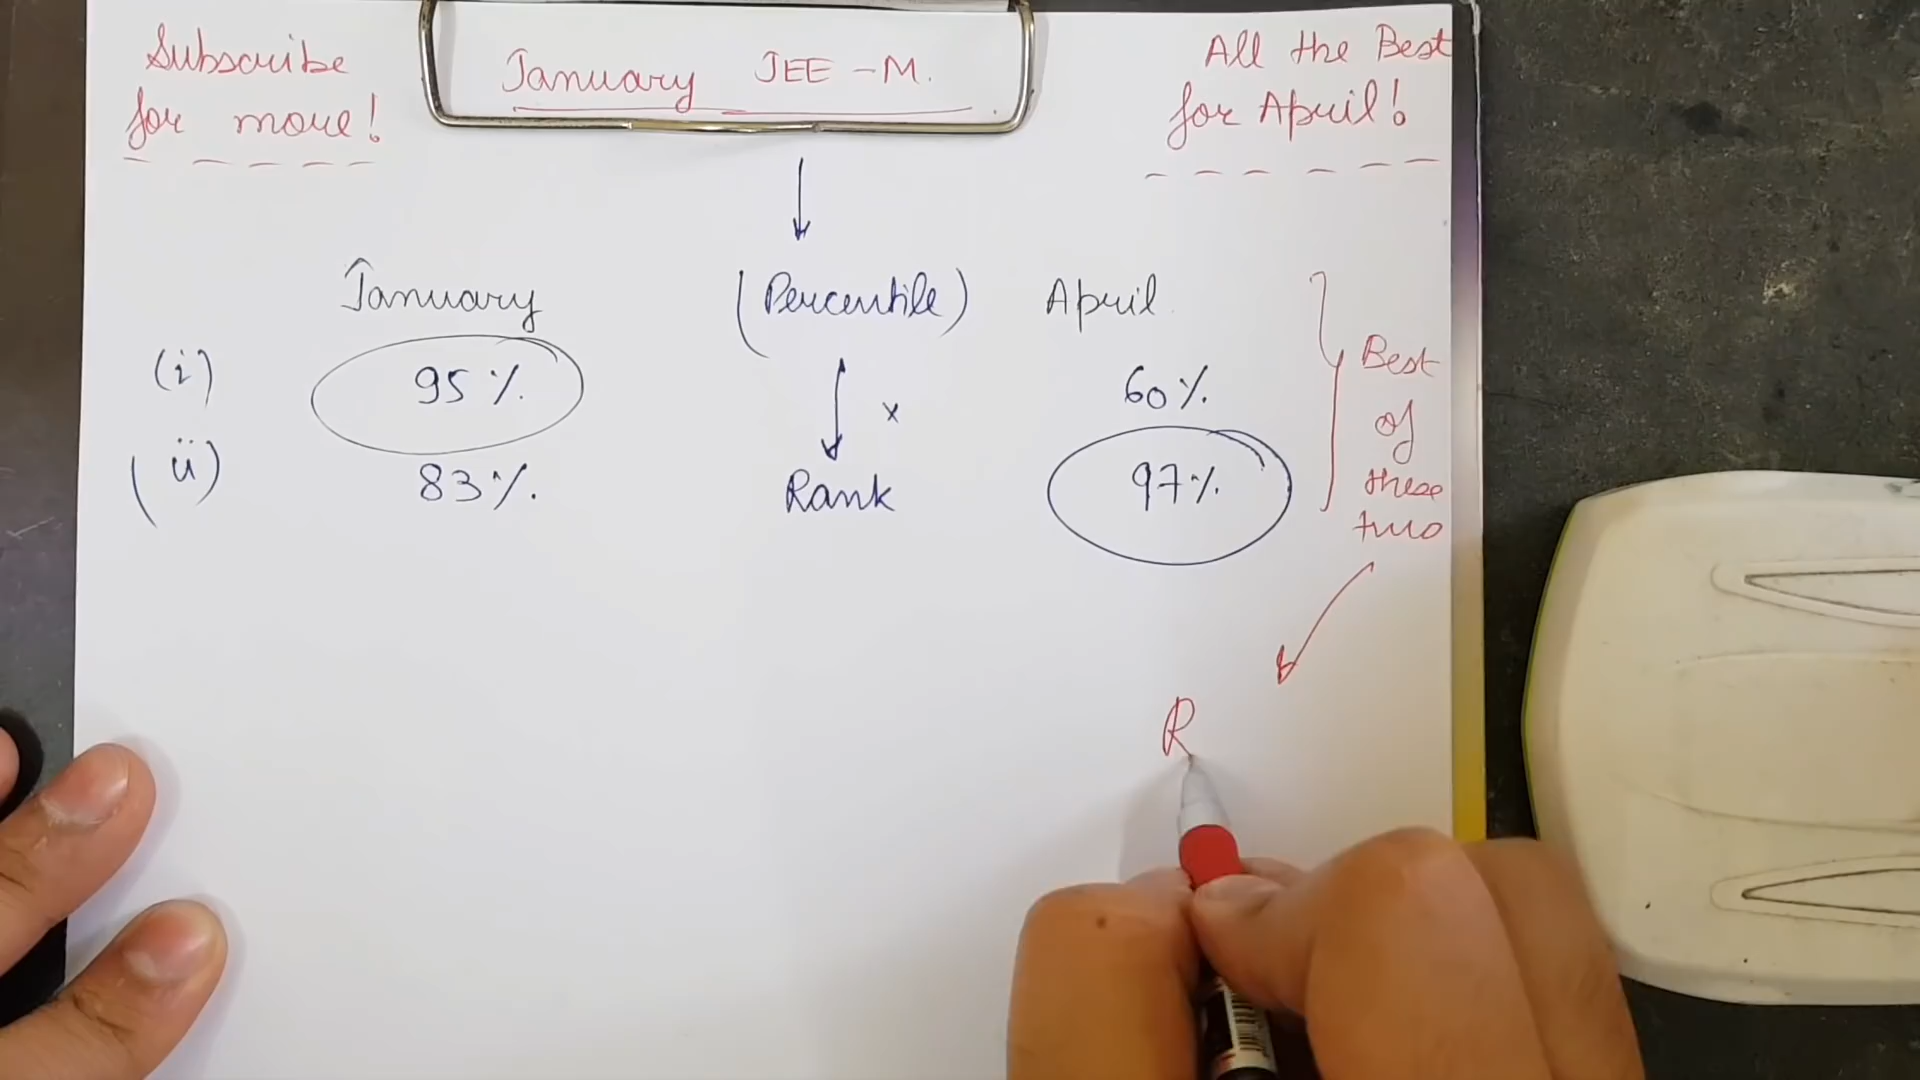 Subscribe
for more!
January JEE-M.
All the Best
for April!
January
(Percentile)
April
(i)
95%.
x
60%.
(ii)
83%.
Rank
97%.
Best
of
these
two
R